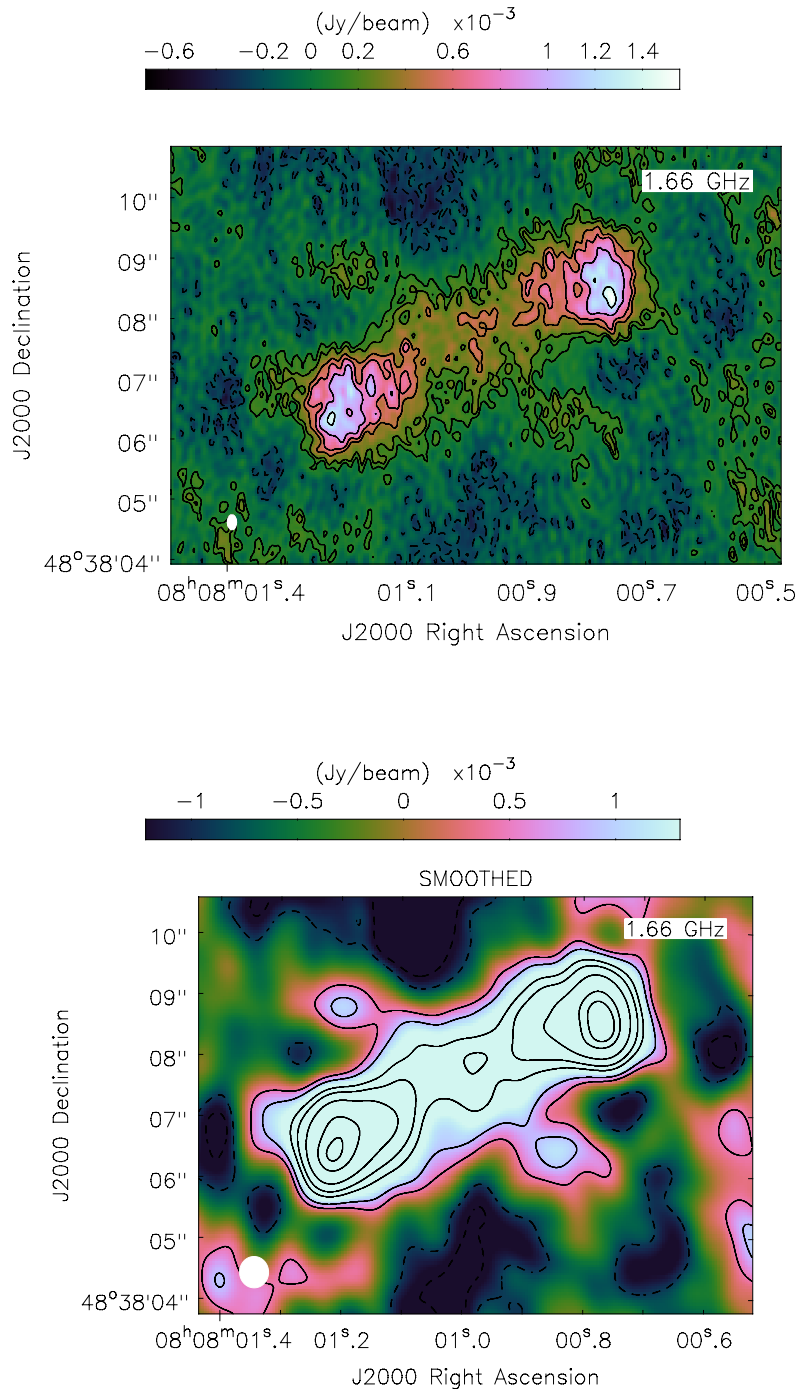 (Jy/beam) x10⁻³
−0.6 −0.2 0 0.2 0.6 1 1.2 1.4
1.66 GHz
10''
09''
08''
07''
06''
05''
48°38'04''
J2000 Declination
08ʰ08ᵐ01ˢ.4 01ˢ.1 00ˢ.9 00ˢ.7 00ˢ.5
J2000 Right Ascension
(Jy/beam) x10⁻³
−1 −0.5 0 0.5 1
SMOOTHED
1.66 GHz
10''
09''
08''
07''
06''
05''
48°38'04''
J2000 Declination
08ʰ08ᵐ01ˢ.4 01ˢ.2 01ˢ.0 00ˢ.8 00ˢ.6
J2000 Right Ascension